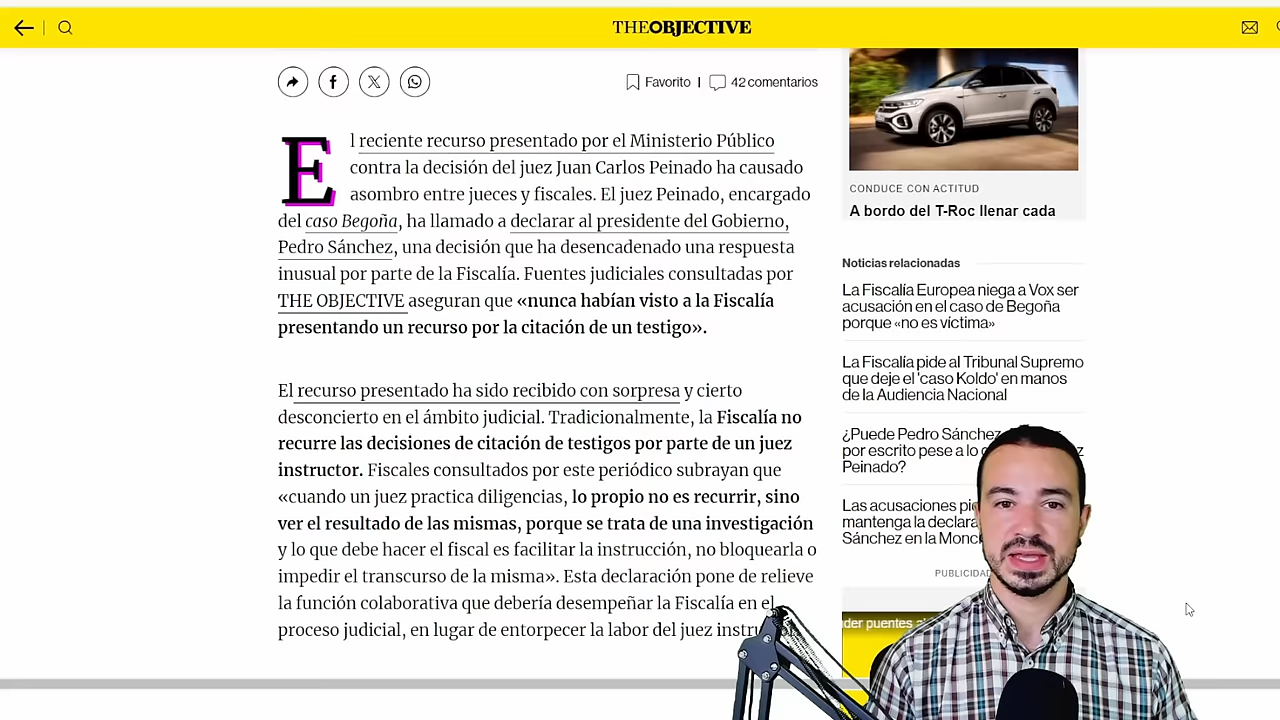 THE OBJECTIVE
Favorito | 42 comentarios
El reciente recurso presentado por el Ministerio Público
contra la decisión del juez Juan Carlos Peinado ha causado
asombro entre jueces y fiscales. El juez Peinado, encargado
del caso Begoña, ha llamado a declarar al presidente del Gobierno,
Pedro Sánchez, una decisión que ha desencadenado una respuesta
inusual por parte de la Fiscalía. Fuentes judiciales consultadas por
THE OBJECTIVE aseguran que «nunca habían visto a la Fiscalía
presentando un recurso por la citación de un testigo».
El recurso presentado ha sido recibido con sorpresa y cierto
desconcierto en el ámbito judicial. Tradicionalmente, la Fiscalía no
recurre las decisiones de citación de testigos por parte de un juez
instructor. Fiscales consultados por este periódico subrayan que
«cuando un juez practica diligencias, lo propio no es recurrir, sino
ver el resultado de las mismas, porque se trata de una investigación
y lo que debe hacer el fiscal es facilitar la instrucción, no bloquearla o
impedir el transcurso de la misma». Esta declaración pone de relieve
la función colaborativa que debería desempeñar la Fiscalía en el
proceso judicial, en lugar de entorpecer la labor del juez instru
CONDUCE CON ACTITUD
A bordo del T-Roc llenar cada
Noticias relacionadas
La Fiscalía Europea niega a Vox ser
acusación en el caso de Begoña
porque «no es víctima»
La Fiscalía pide al Tribunal Supremo
que deje el 'caso Koldo' en manos
de la Audiencia Nacional
¿Puede Pedro Sánchez
por escrito pese a lo z
Peinado?
Las acusaciones pi
mantenga la declara
Sánchez en la Monc
PUBLICIDAD
der puentes a